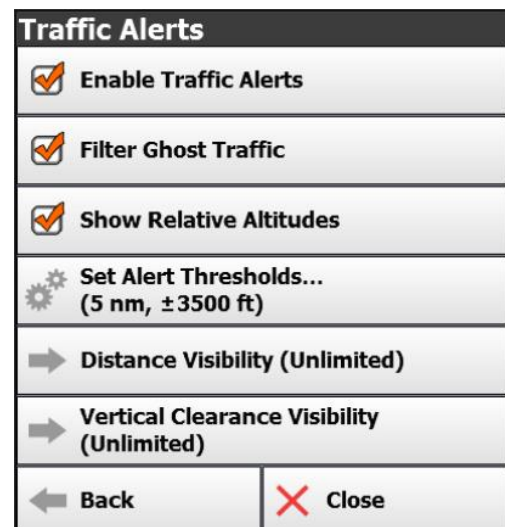 Traffic Alerts
Enable Traffic Alerts
Filter Ghost Traffic
Show Relative Altitudes
Set Alert Thresholds...
(5 nm, ±3500 ft)
Distance Visibility (Unlimited)
Vertical Clearance Visibility
(Unlimited)
Back
Close